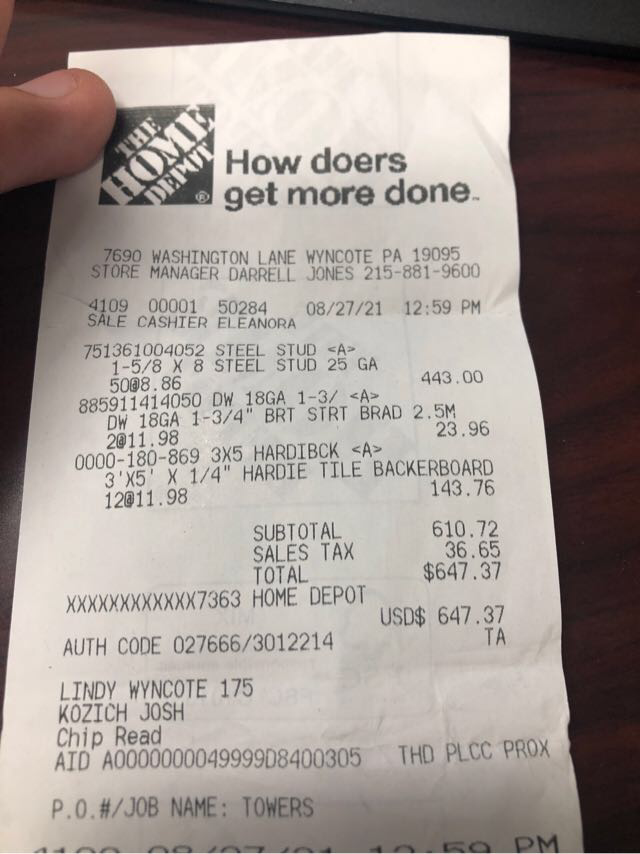 THE
HOME
DEPOT
How doers
get more done.
7690 WASHINGTON LANE WYNCOTE PA 19095
STORE MANAGER DARRELL JONES 215-881-9600
4109 00001 50284 08/27/21 12:59 PM
SALE CASHIER ELEANORA
751361004052 STEEL STUD <A>
1-5/8 X 8 STEEL STUD 25 GA
50@8.86 443.00
885911414050 DW 18GA 1-3/ <A>
DW 18GA 1-3/4" BRT STRT BRAD 2.5M
2@11.98 23.96
0000-180-869 3X5 HARDIBCK <A>
3'X5' X 1/4" HARDIE TILE BACKERBOARD
12@11.98 143.76
SUBTOTAL 610.72
SALES TAX 36.65
TOTAL $647.37
XXXXXXXXXXXX7363 HOME DEPOT
USD$ 647.37
AUTH CODE 027666/3012214 TA
LINDY WYNCOTE 175
KOZICH JOSH
Chip Read
AID A0000000049999D8400305 THD PLCC PROX
P.O.#/JOB NAME: TOWERS
12:59 PM